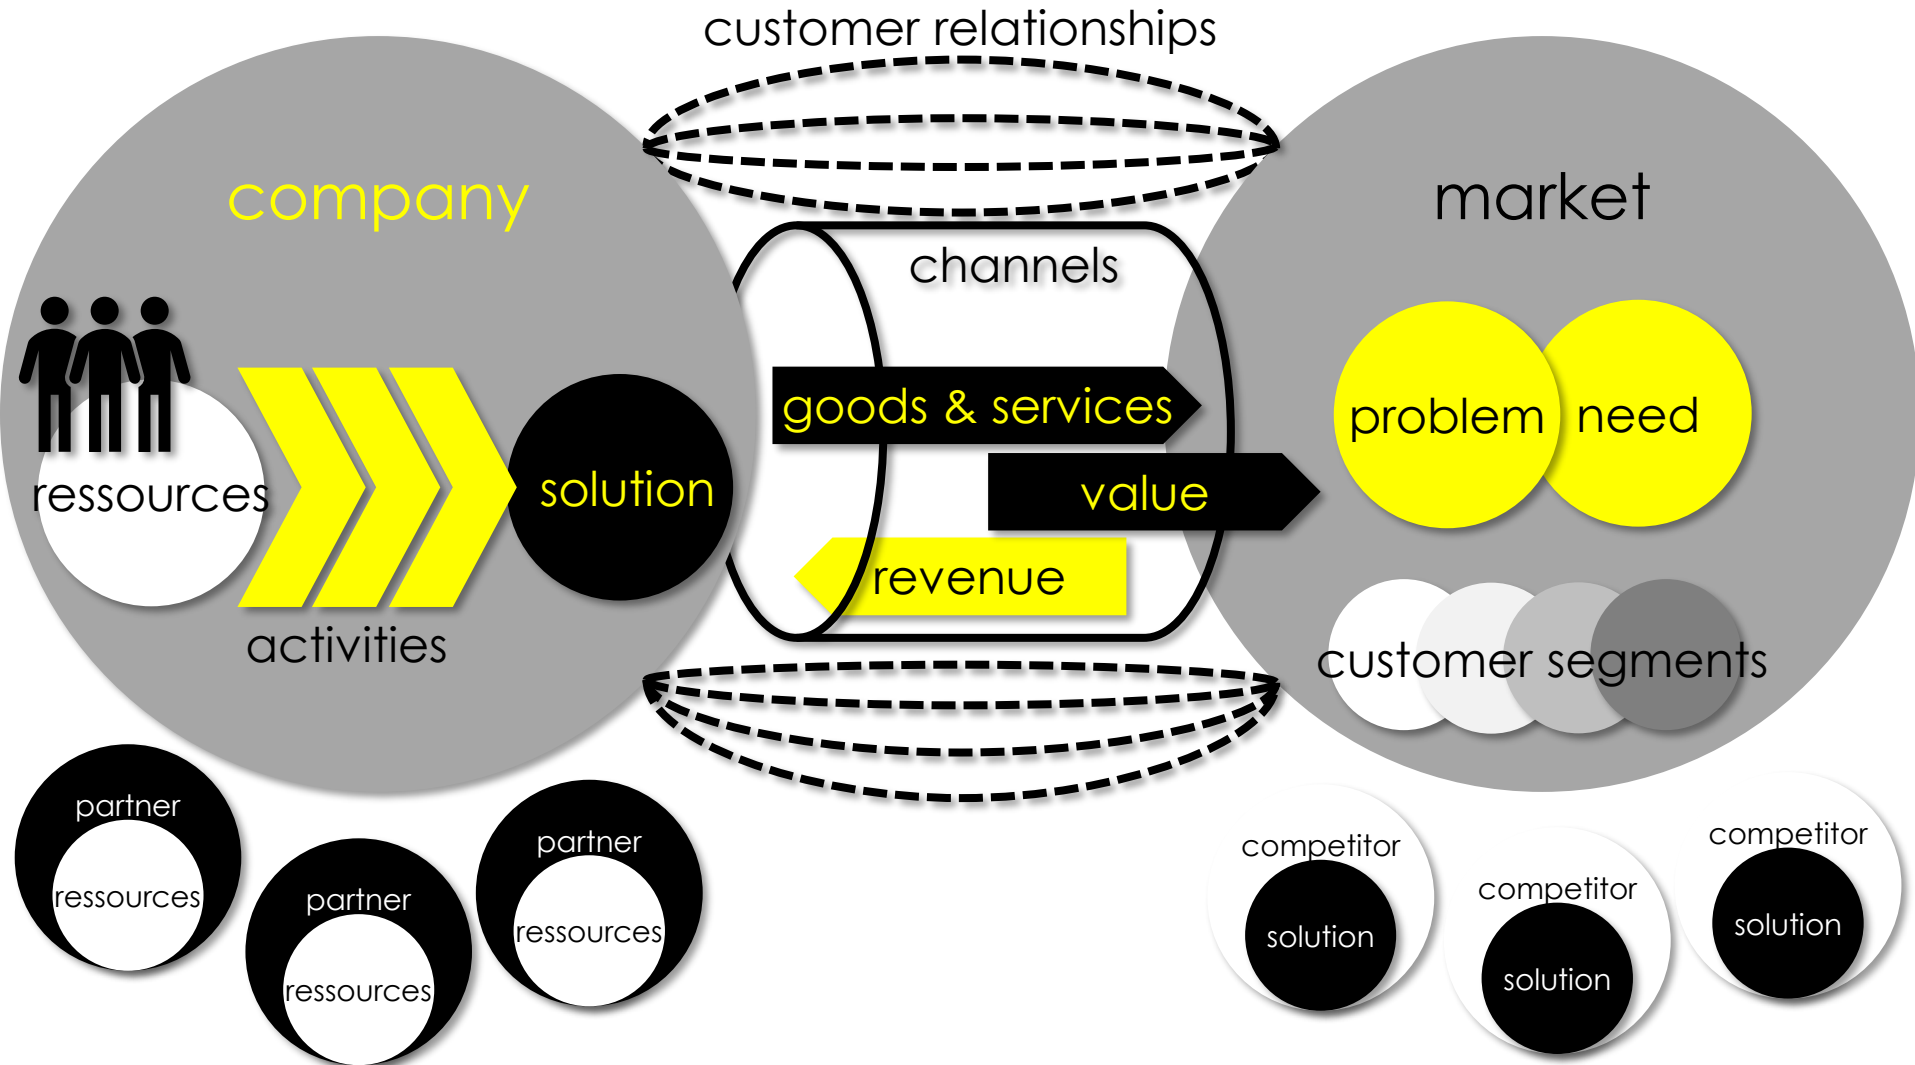 customer relationships
company
market
channels
goods & services
problem
need
ressources
solution
value
revenue
activities
customer segments
partner
ressources
partner
ressources
partner
ressources
competitor
solution
competitor
solution
competitor
solution